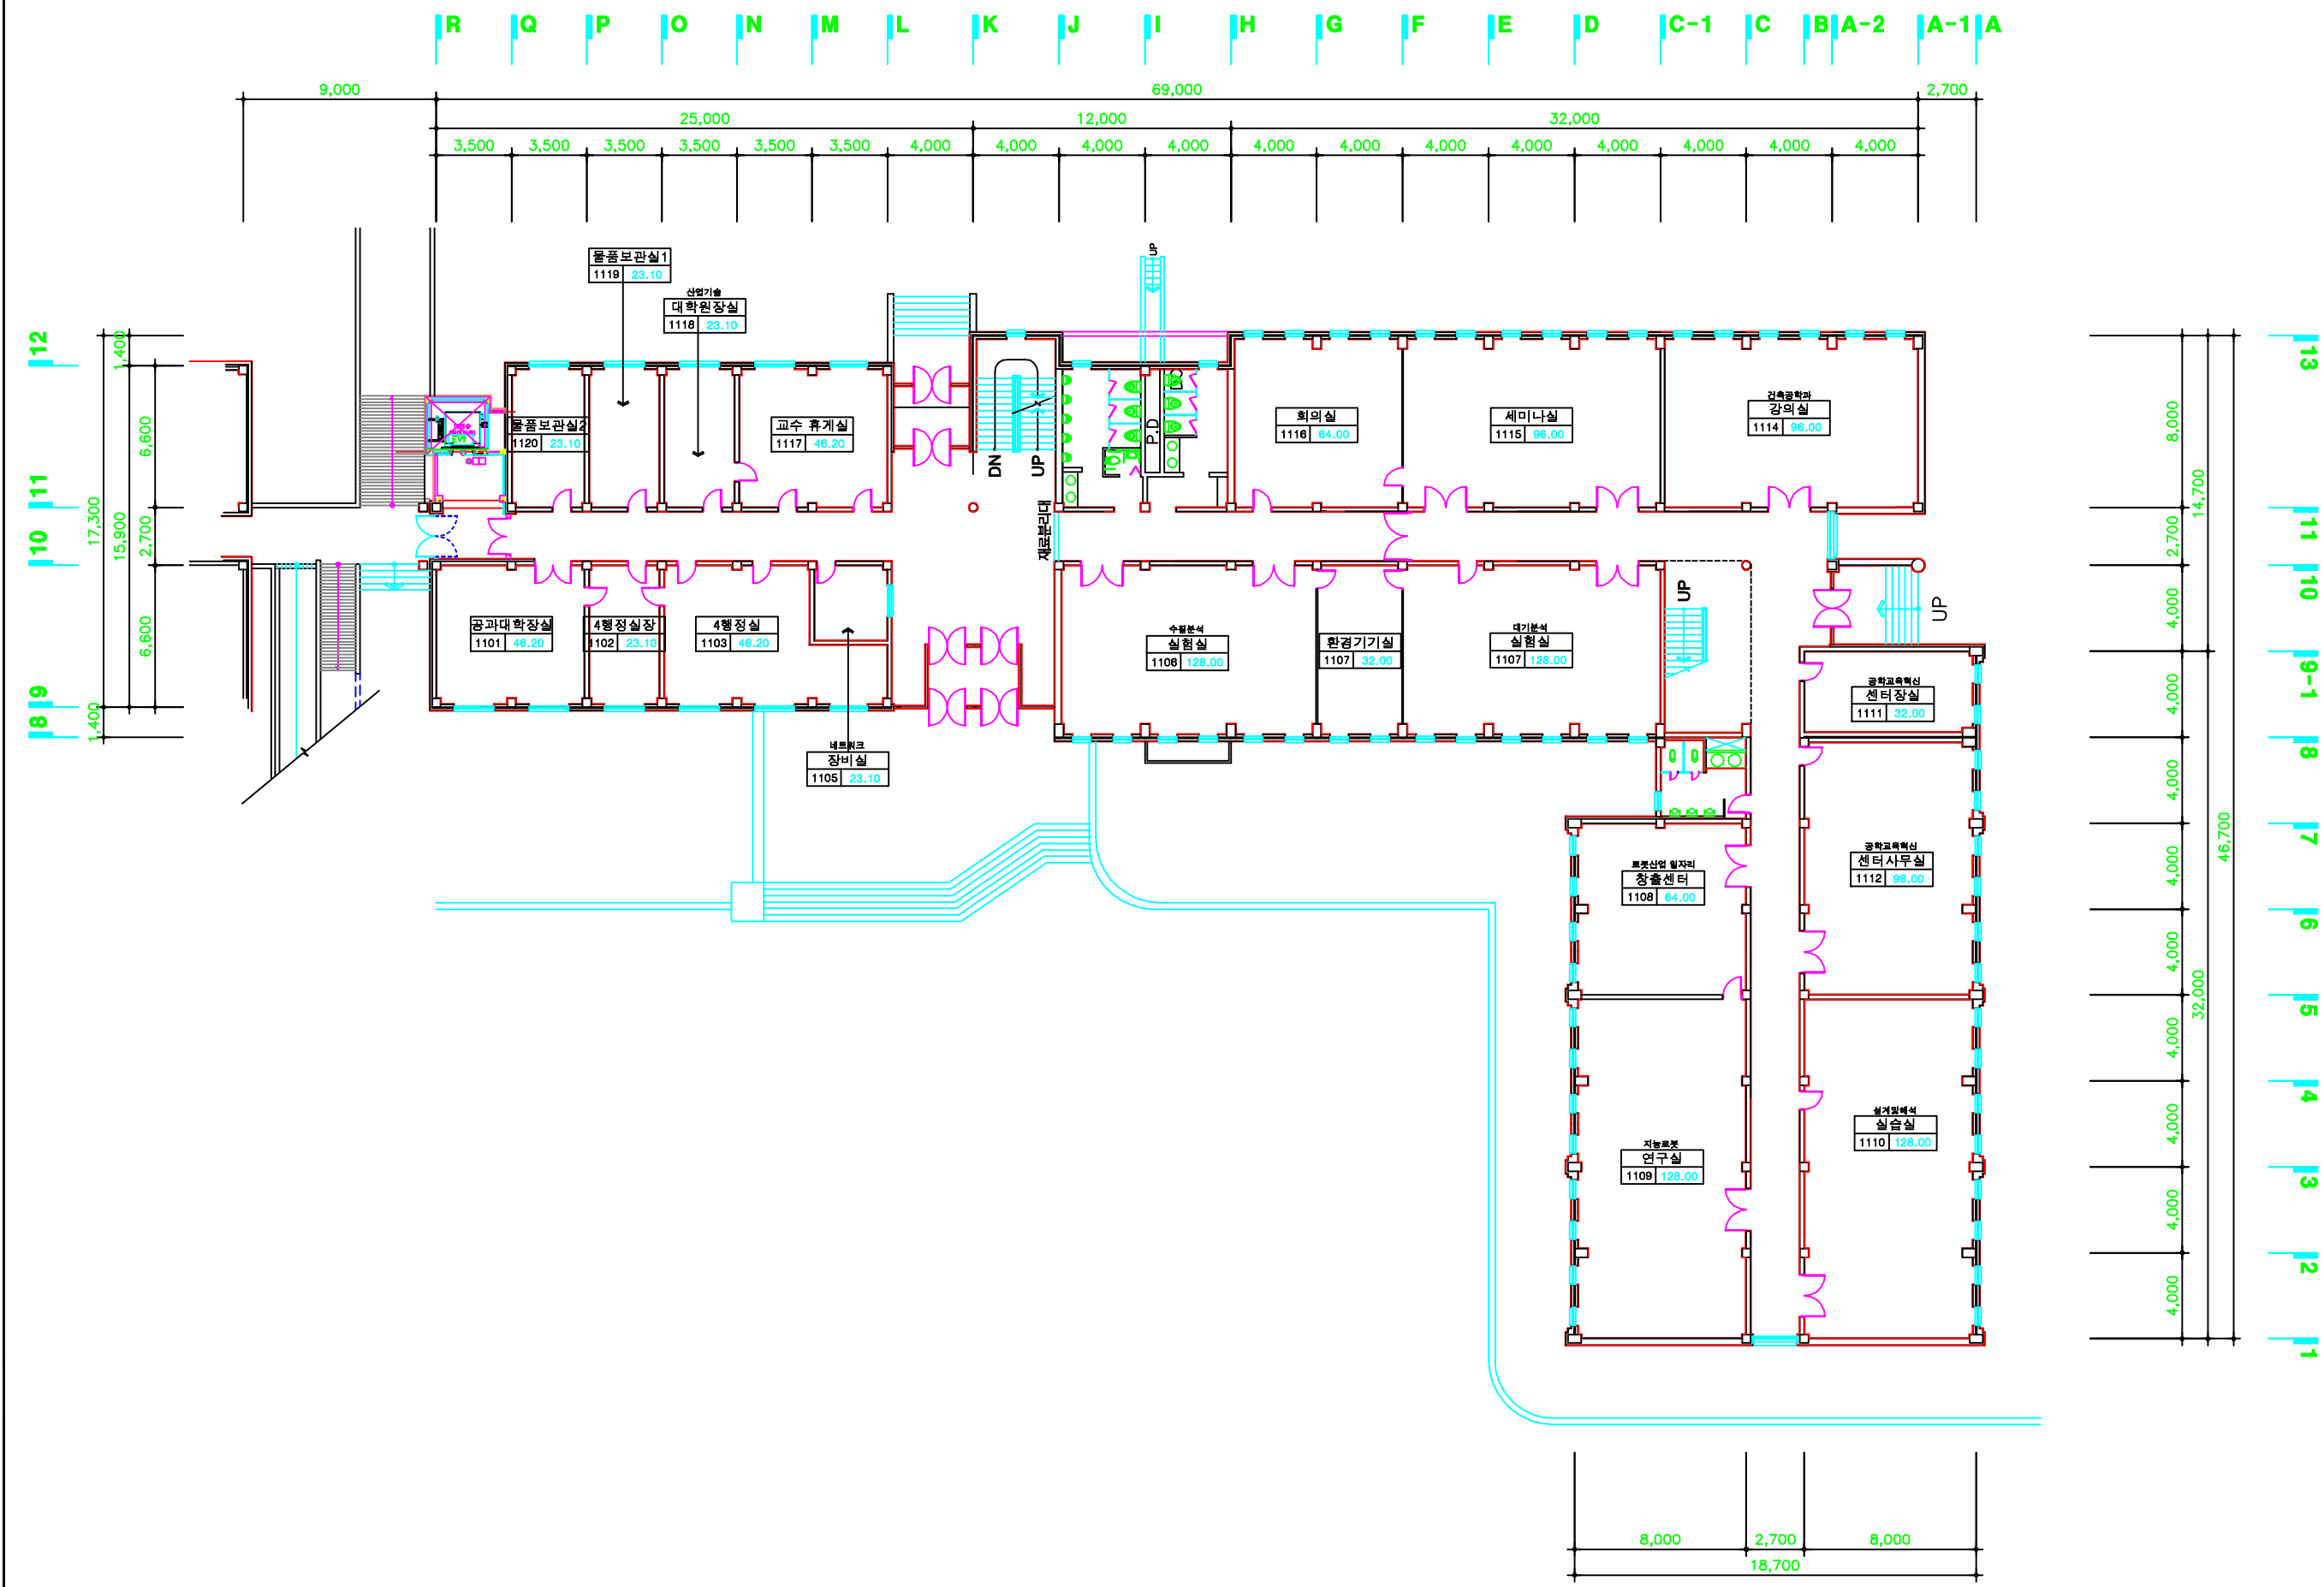 R Q P O N M L K J I H G F E D C-1 C B A-2 A-1 A
9,000 69,000 2,700
25,000 12,000 32,000
3,500 3,500 3,500 3,500 3,500 3,500 4,000 4,000 4,000 4,000 4,000 4,000 4,000 4,000 4,000 4,000 4,000 4,000
12
11
10
9
8
1,400
6,600
2,700
6,600
1,400
15,900
17,300
물품보관실1
1119 23.10
산업기술
대학원장실
1118 23.10
물품보관실2
1120 23.10
교수 휴게실
1117 46.20
DN
UP
UP
P.D
재료분리대
회의실
1116 64.00
세미나실
1115 96.00
건축공학과
강의실
1114 96.00
공과대학장실
1101 46.20
4행정실장
1102 23.10
4행정실
1103 46.20
네트워크
장비실
1105 23.10
수질분석
실험실
1106 128.00
환경기기실
1107 32.00
대기분석
실험실
1107 128.00
UP
UP
공학교육혁신
센터장실
1111 32.00
공학교육혁신
센터사무실
1112 96.00
로봇산업 일자리
창출센터
1108 64.00
지능로봇
연구실
1109 128.00
설계및해석
실습실
1110 128.00
13
11
10
9-1
8
7
6
5
4
3
2
1
8,000
2,700
4,000
4,000
4,000
4,000
4,000
4,000
4,000
4,000
4,000
14,700
32,000
46,700
8,000 2,700 8,000
18,700